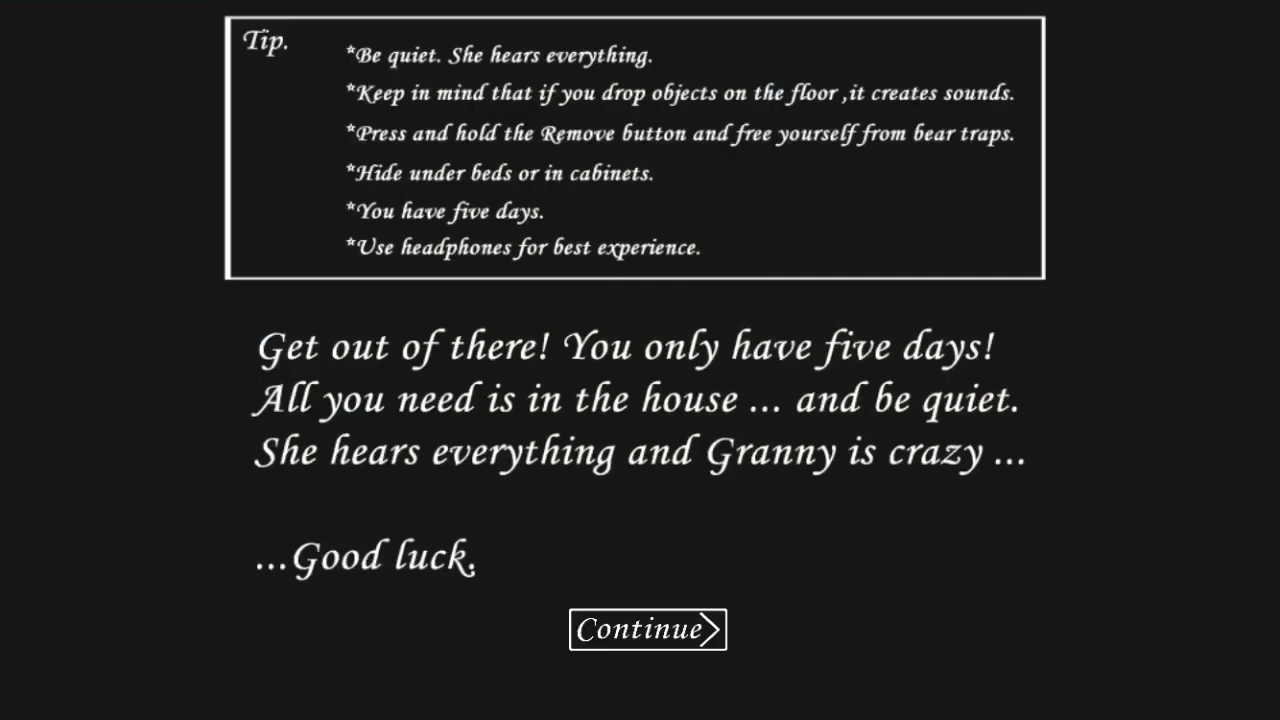 Tip.
*Be quiet. She hears everything.
*Keep in mind that if you drop objects on the floor ,it creates sounds.
*Press and hold the Remove button and free yourself from bear traps.
*Hide under beds or in cabinets.
*You have five days.
*Use headphones for best experience.
Get out of there! You only have five days!
All you need is in the house ... and be quiet.
She hears everything and Granny is crazy ...
...Good luck.
Continue